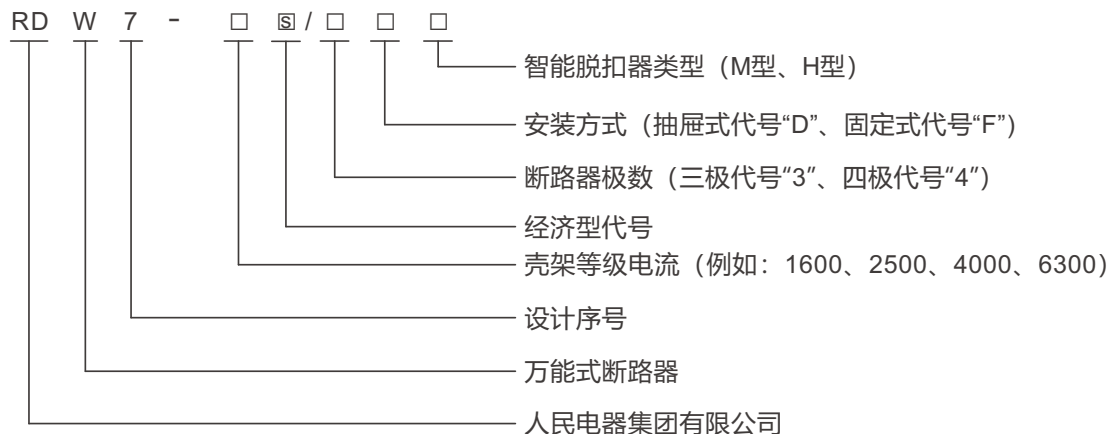 RD W 7 - □ S / □ □ □
智能脱扣器类型（M型、H型）
安装方式（抽屉式代号“D”、固定式代号“F”）
断路器极数（三极代号“3”、四极代号“4”）
经济型代号
壳架等级电流（例如：1600、2500、4000、6300）
设计序号
万能式断路器
人民电器集团有限公司